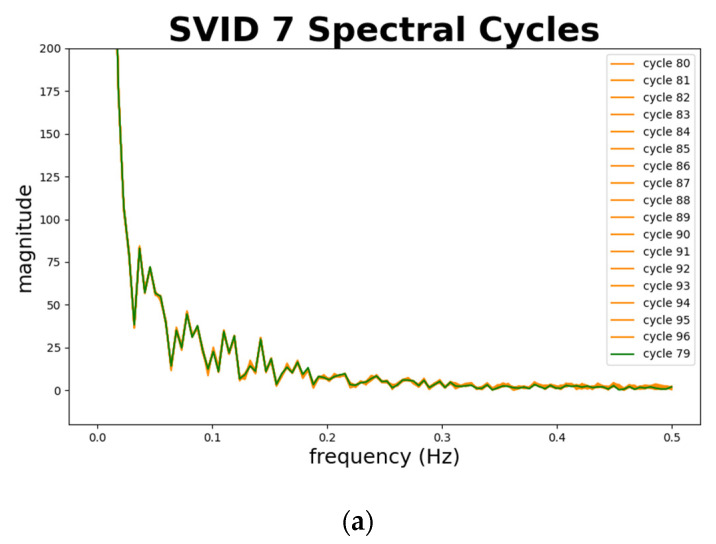 SVID 7 Spectral Cycles
200
175
150
125
100
75
50
25
0
magnitude
cycle 80
cycle 81
cycle 82
cycle 83
cycle 84
cycle 85
cycle 86
cycle 87
cycle 88
cycle 89
cycle 90
cycle 91
cycle 92
cycle 93
cycle 94
cycle 95
cycle 96
cycle 79
0.0 0.1 0.2 0.3 0.4 0.5
frequency (Hz)
(a)